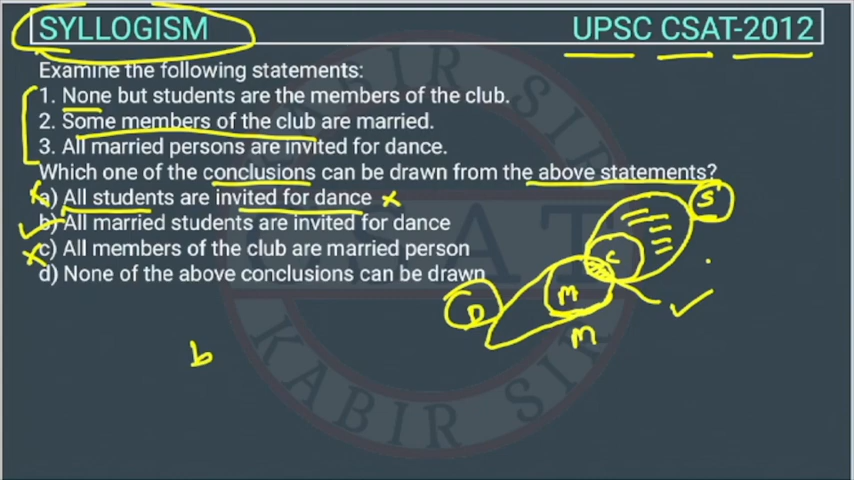 SYLLOGISM
UPSC CSAT-2012
Examine the following statements:
1. None but students are the members of the club.
2. Some members of the club are married.
3. All married persons are invited for dance.
Which one of the conclusions can be drawn from the above statements?
a) All students are invited for dance
b) All married students are invited for dance
c) All members of the club are married person
d) None of the above conclusions can be drawn
S
C
M
D
m
b
KABIR SIR
CSAT
KABIR SIR